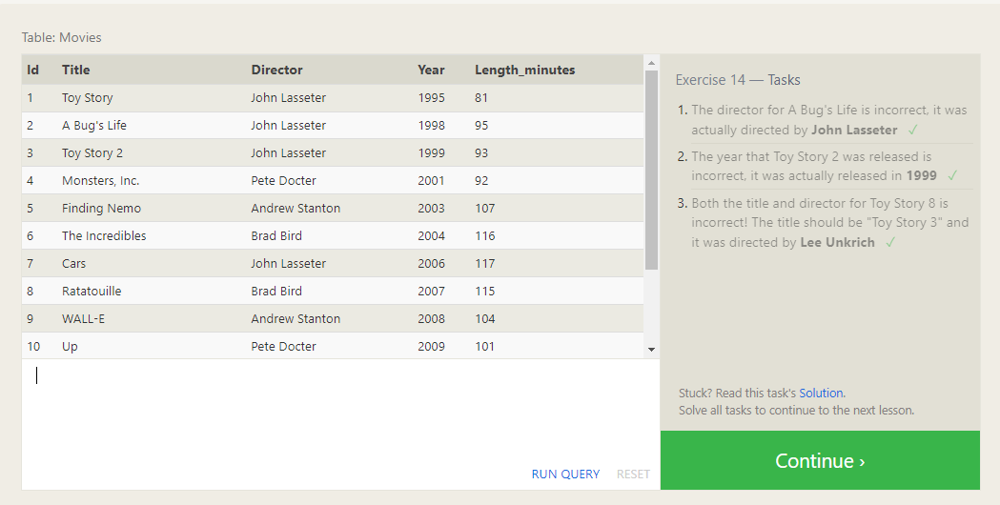 Table: Movies
Id Title Director Year Length_minutes
1 Toy Story John Lasseter 1995 81
2 A Bug's Life John Lasseter 1998 95
3 Toy Story 2 John Lasseter 1999 93
4 Monsters, Inc. Pete Docter 2001 92
5 Finding Nemo Andrew Stanton 2003 107
6 The Incredibles Brad Bird 2004 116
7 Cars John Lasseter 2006 117
8 Ratatouille Brad Bird 2007 115
9 WALL-E Andrew Stanton 2008 104
10 Up Pete Docter 2009 101
RUN QUERY RESET
Exercise 14 — Tasks
1. The director for A Bug's Life is incorrect, it was
actually directed by John Lasseter ✓
2. The year that Toy Story 2 was released is
incorrect, it was actually released in 1999 ✓
3. Both the title and director for Toy Story 8 is
incorrect! The title should be "Toy Story 3" and
it was directed by Lee Unkrich ✓
Stuck? Read this task's Solution.
Solve all tasks to continue to the next lesson.
Continue ›